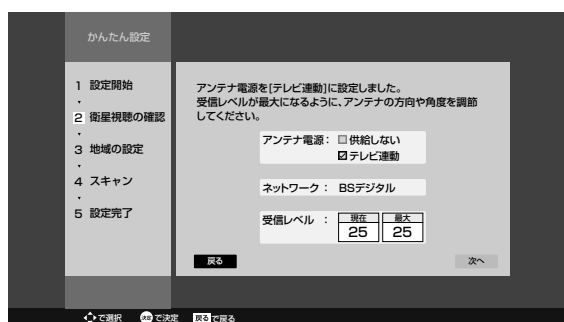 かんたん設定
1 設定開始
2 衛星視聴の確認
3 地域の設定
4 スキャン
5 設定完了
アンテナ電源を[テレビ連動]に設定しました。
受信レベルが最大になるように、アンテナの方向や角度を調節
してください。
アンテナ電源： 供給しない
テレビ連動
ネットワーク： BSデジタル
受信レベル ： 現在 最大
25 25
戻る 次へ
で選択 決定 で決定 戻る で戻る